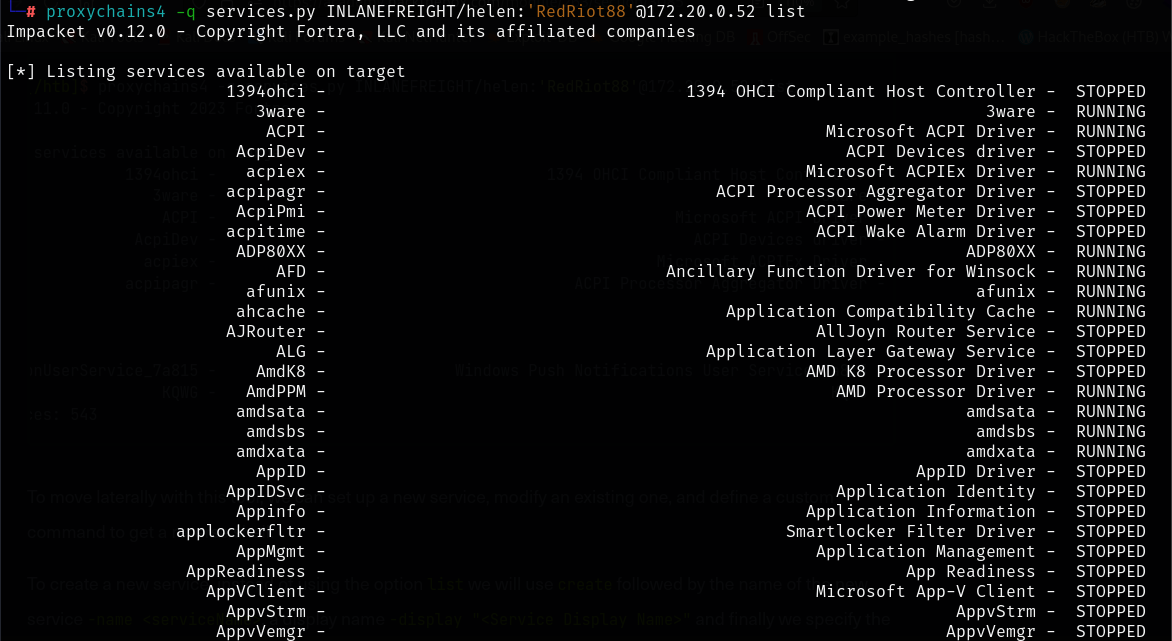 # proxychains4 -q services.py INLANEFREIGHT/helen:'RedRiot88'@172.20.0.52 list
Impacket v0.12.0 - Copyright Fortra, LLC and its affiliated companies
[*] Listing services available on target
1394ohci - 1394 OHCI Compliant Host Controller - STOPPED
3ware - 3ware - RUNNING
ACPI - Microsoft ACPI Driver - RUNNING
AcpiDev - ACPI Devices driver - STOPPED
acpiex - Microsoft ACPIEx Driver - RUNNING
acpipagr - ACPI Processor Aggregator Driver - STOPPED
AcpiPmi - ACPI Power Meter Driver - STOPPED
acpitime - ACPI Wake Alarm Driver - STOPPED
ADP80XX - ADP80XX - RUNNING
AFD - Ancillary Function Driver for Winsock - RUNNING
afunix - afunix - RUNNING
ahcache - Application Compatibility Cache - RUNNING
AJRouter - AllJoyn Router Service - STOPPED
ALG - Application Layer Gateway Service - STOPPED
AmdK8 - AMD K8 Processor Driver - STOPPED
AmdPPM - AMD Processor Driver - RUNNING
amdsata - amdsata - RUNNING
amdsbs - amdsbs - RUNNING
amdxata - amdxata - RUNNING
AppID - AppID Driver - STOPPED
AppIDSvc - Application Identity - STOPPED
Appinfo - Application Information - STOPPED
applockerfltr - Smartlocker Filter Driver - STOPPED
AppMgmt - Application Management - STOPPED
AppReadiness - App Readiness - STOPPED
AppVClient - Microsoft App-V Client - STOPPED
AppvStrm - AppvStrm - STOPPED
AppvVemgr - AppvVemgr - STOPPED